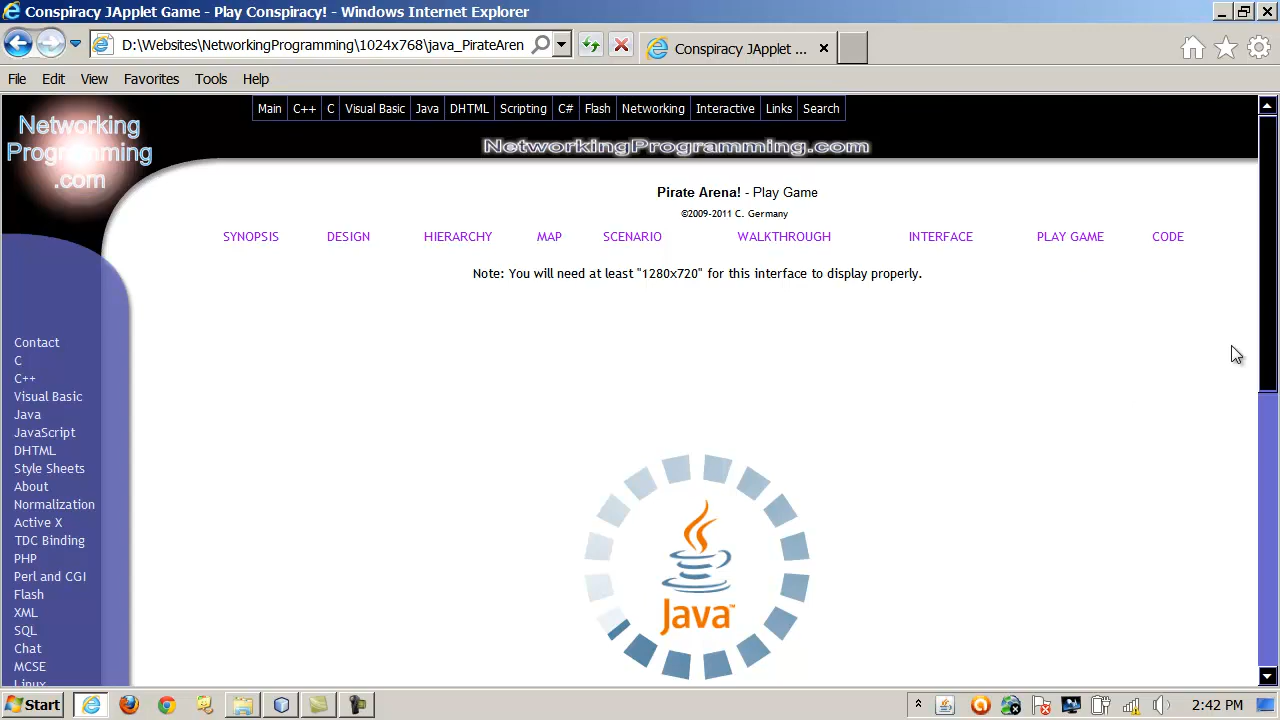 Conspiracy JApplet Game - Play Conspiracy! - Windows Internet Explorer
D:\Websites\NetworkingProgramming\1024x768\java_PirateAren
Conspiracy JApplet ...
File Edit View Favorites Tools Help
Main C++ C Visual Basic Java DHTML Scripting C# Flash Networking Interactive Links Search
Networking
Programming
.com
NetworkingProgramming.com
Pirate Arena! - Play Game
©2009-2011 C. Germany
SYNOPSIS DESIGN HIERARCHY MAP SCENARIO WALKTHROUGH INTERFACE PLAY GAME CODE
Note: You will need at least "1280x720" for this interface to display properly.
Contact
C
C++
Visual Basic
Java
JavaScript
DHTML
Style Sheets
About
Normalization
Active X
TDC Binding
PHP
Perl and CGI
Flash
XML
SQL
Chat
MCSE
Linux
Java™
Start
2:42 PM